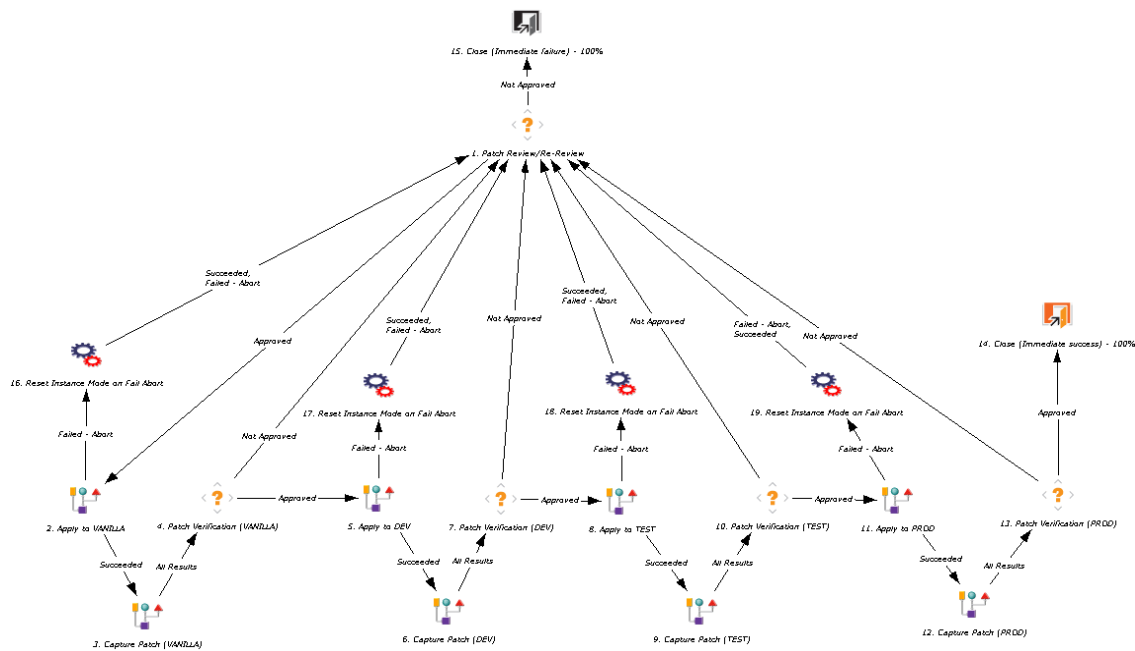 15. Close (Immediate failure) - 100%
Not Approved
1. Patch Review/Re-Review
Succeeded,
Failed - Abort
Succeeded,
Failed - Abort
Succeeded,
Failed - Abort
Failed - Abort,
Succeeded
Not Approved
Not Approved
Not Approved
Approved
14. Close (Immediate success) - 100%
16. Reset Instance Mode on Fail Abort
17. Reset Instance Mode on Fail Abort
18. Reset Instance Mode on Fail Abort
19. Reset Instance Mode on Fail Abort
Approved
Failed - Abort
Not Approved
Failed - Abort
Failed - Abort
Failed - Abort
Approved
Approved
Approved
2. Apply to VANILLA
4. Patch Verification (VANILLA)
5. Apply to DEV
7. Patch Verification (DEV)
8. Apply to TEST
10. Patch Verification (TEST)
11. Apply to PROD
13. Patch Verification (PROD)
Succeeded
All Results
Succeeded
All Results
Succeeded
All Results
Succeeded
All Results
3. Capture Patch (VANILLA)
6. Capture Patch (DEV)
9. Capture Patch (TEST)
12. Capture Patch (PROD)